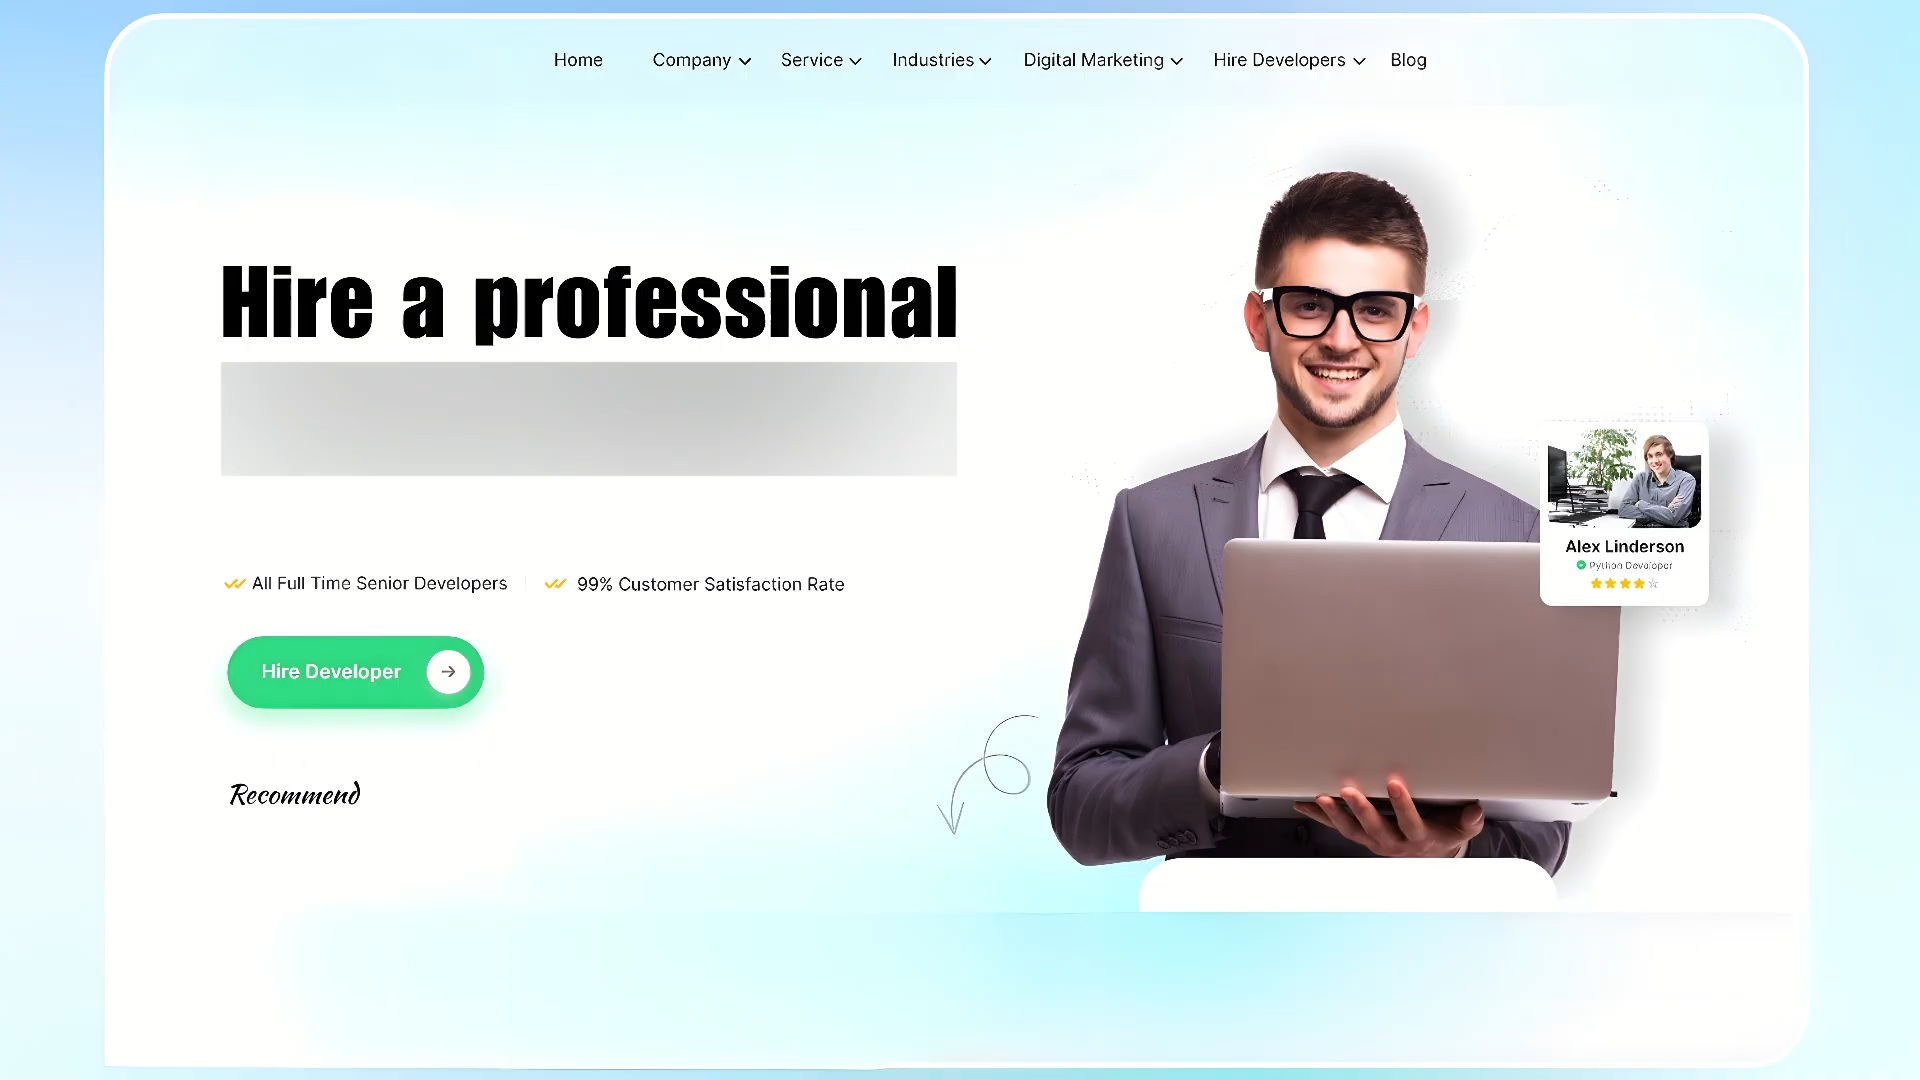 Home Company Service Industries Digital Marketing Hire Developers Blog
Hire a professional
All Full Time Senior Developers 99% Customer Satisfaction Rate
Hire Developer
Recommend
Alex Linderson
Python Developer